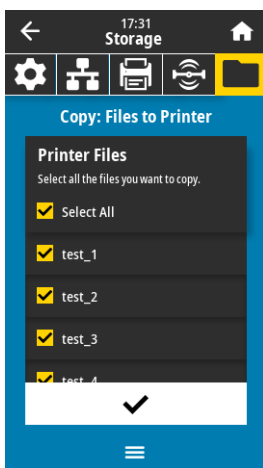 17:31
Storage
Copy: Files to Printer
Printer Files
Select all the files you want to copy.
Select All
test_1
test_2
test_3
test_4